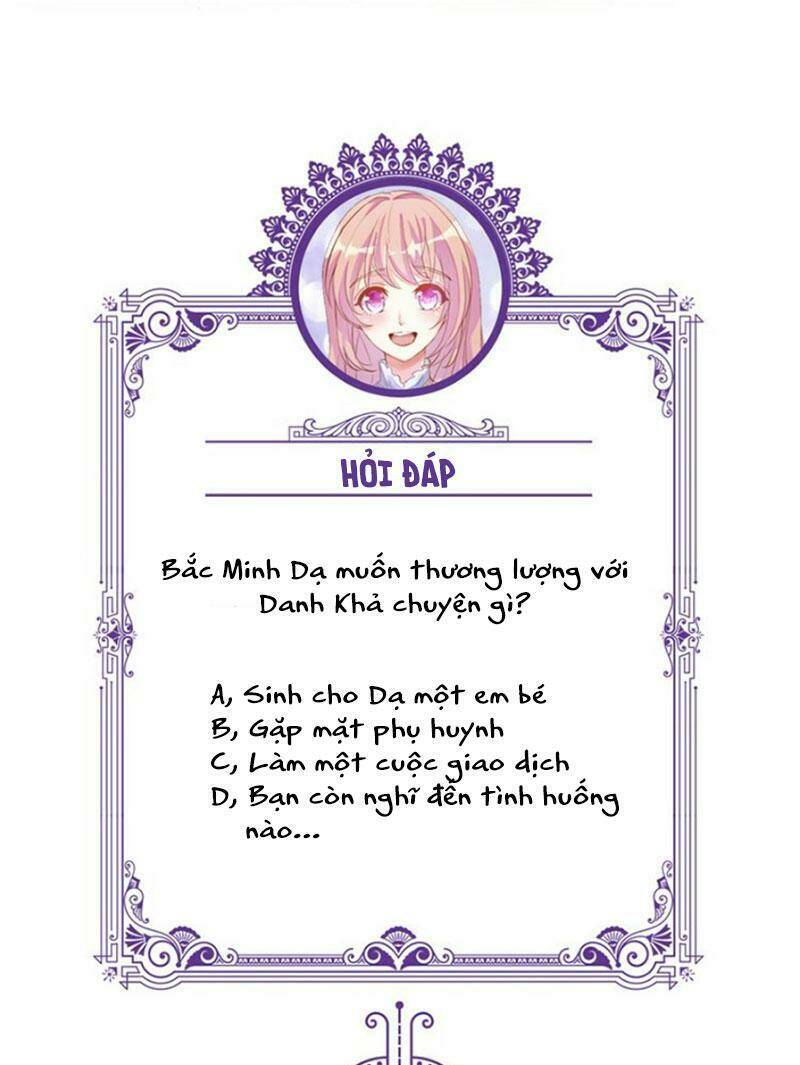 HỎI ĐÁP
Bắc Minh Dạ muốn thương lượng với
Danh Khả chuyện gì?
A, Sinh cho Dạ một em bé
B, Gặp mặt phụ huynh
C, Làm một cuộc giao dịch
D, Bạn còn nghĩ đến tình huống
nào...